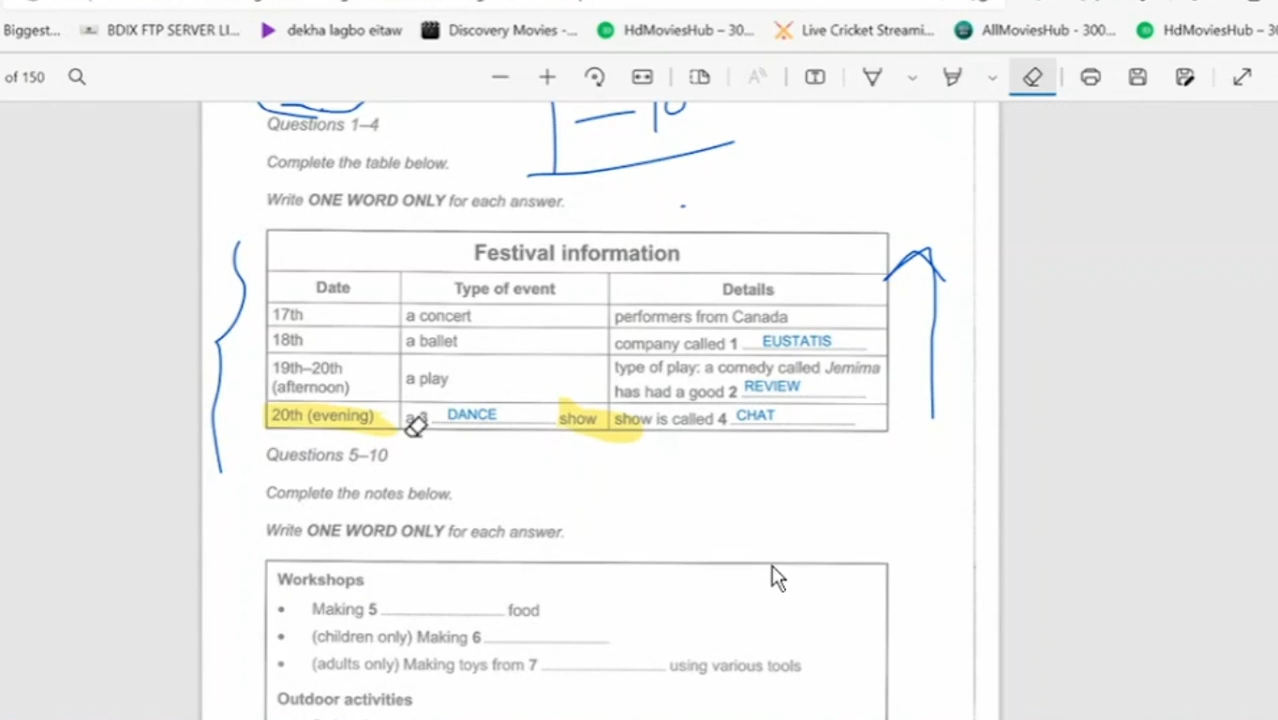 Biggest... BDIX FTP SERVER LI... dekha lagbo eitaw Discovery Movies -... HdMoviesHub – 30... Live Cricket Streami... AllMoviesHub - 300... HdMoviesHub – 30
of 150
10
Questions 1–4
Complete the table below.
Write ONE WORD ONLY for each answer.
Festival information
Date Type of event Details
17th a concert performers from Canada
18th a ballet company called 1 EUSTATIS
19th–20th (afternoon) a play type of play: a comedy called Jemima has had a good 2 REVIEW
20th (evening) a 3 DANCE show show is called 4 CHAT
Questions 5–10
Complete the notes below.
Write ONE WORD ONLY for each answer.
Workshops
• Making 5 ____________ food
• (children only) Making 6 ____________
• (adults only) Making toys from 7 ____________ using various tools
Outdoor activities